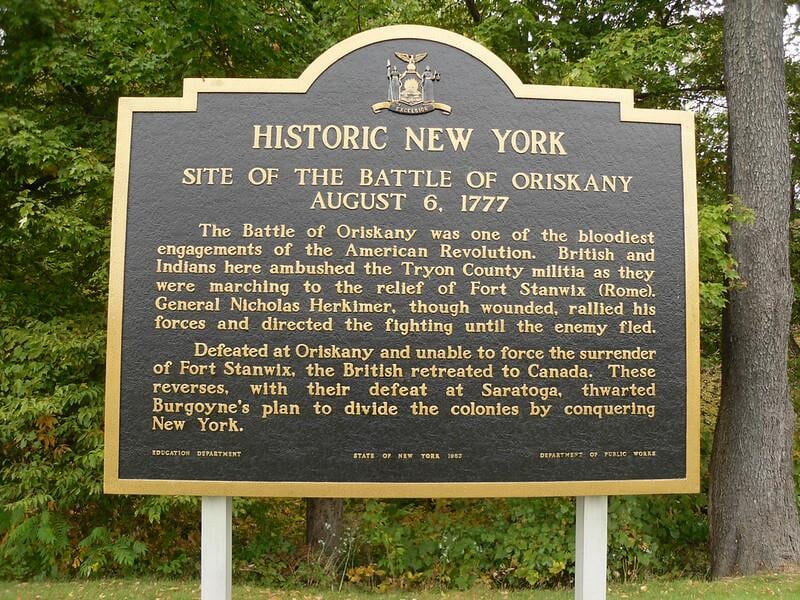 EXCELSIOR
HISTORIC NEW YORK
SITE OF THE BATTLE OF ORISKANY
AUGUST 6, 1777
The Battle of Oriskany was one of the bloodiest
engagements of the American Revolution. British and
Indians here ambushed the Tryon County militia as they
were marching to the relief of Fort Stanwix (Rome).
General Nicholas Herkimer, though wounded, rallied his
forces and directed the fighting until the enemy fled.
Defeated at Oriskany and unable to force the surrender
of Fort Stanwix, the British retreated to Canada. These
reverses, with their defeat at Saratoga, thwarted
Burgoyne's plan to divide the colonies by conquering
New York.
EDUCATION DEPARTMENT STATE OF NEW YORK 1963 DEPARTMENT OF PUBLIC WORKS